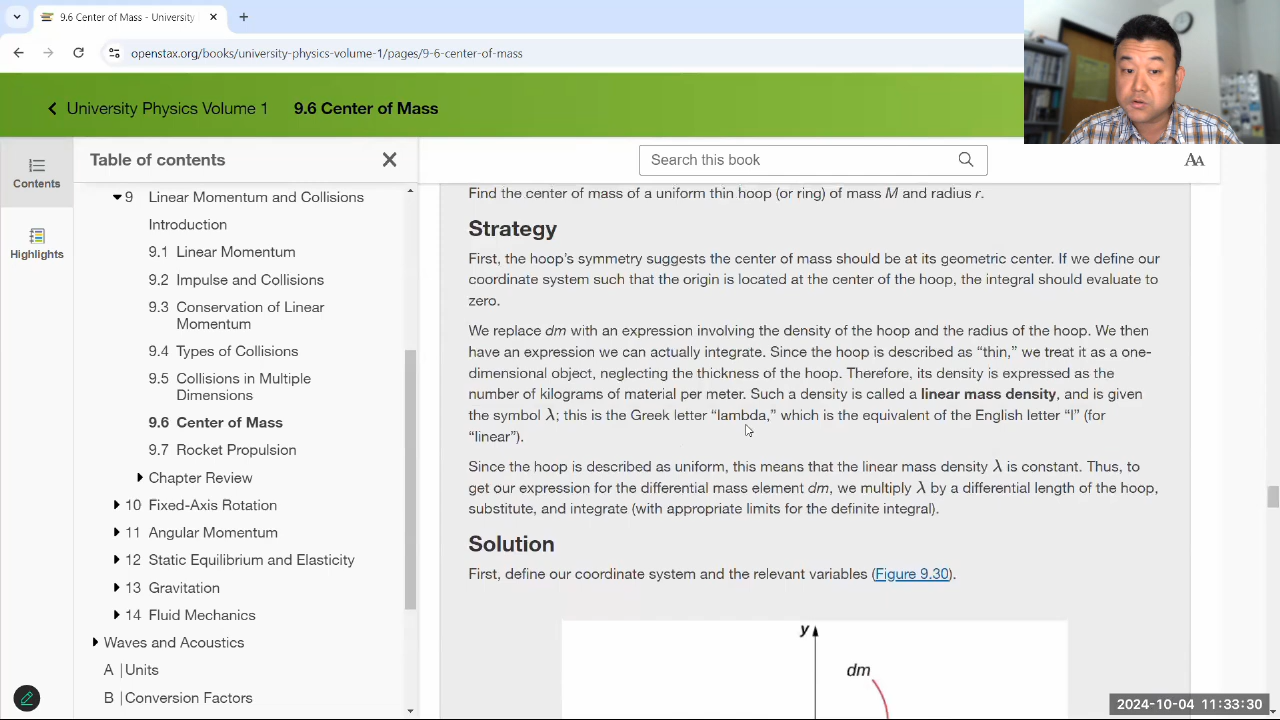 9.6 Center of Mass - University
openstax.org/books/university-physics-volume-1/pages/9-6-center-of-mass
University Physics Volume 1
9.6 Center of Mass
Contents
Highlights
Table of contents
9 Linear Momentum and Collisions
Introduction
9.1 Linear Momentum
9.2 Impulse and Collisions
9.3 Conservation of Linear
Momentum
9.4 Types of Collisions
9.5 Collisions in Multiple
Dimensions
9.6 Center of Mass
9.7 Rocket Propulsion
Chapter Review
10 Fixed-Axis Rotation
11 Angular Momentum
12 Static Equilibrium and Elasticity
13 Gravitation
14 Fluid Mechanics
Waves and Acoustics
A | Units
B | Conversion Factors
Search this book
AA
Find the center of mass of a uniform thin hoop (or ring) of mass M and radius r.
Strategy
First, the hoop's symmetry suggests the center of mass should be at its geometric center. If we define our
coordinate system such that the origin is located at the center of the hoop, the integral should evaluate to
zero.
We replace dm with an expression involving the density of the hoop and the radius of the hoop. We then
have an expression we can actually integrate. Since the hoop is described as “thin,” we treat it as a one-
dimensional object, neglecting the thickness of the hoop. Therefore, its density is expressed as the
number of kilograms of material per meter. Such a density is called a linear mass density, and is given
the symbol λ; this is the Greek letter “lambda,” which is the equivalent of the English letter “l” (for
“linear”).
Since the hoop is described as uniform, this means that the linear mass density λ is constant. Thus, to
get our expression for the differential mass element dm, we multiply λ by a differential length of the hoop,
substitute, and integrate (with appropriate limits for the definite integral).
Solution
First, define our coordinate system and the relevant variables (Figure 9.30).
y
dm
2024-10-04 11:33:30